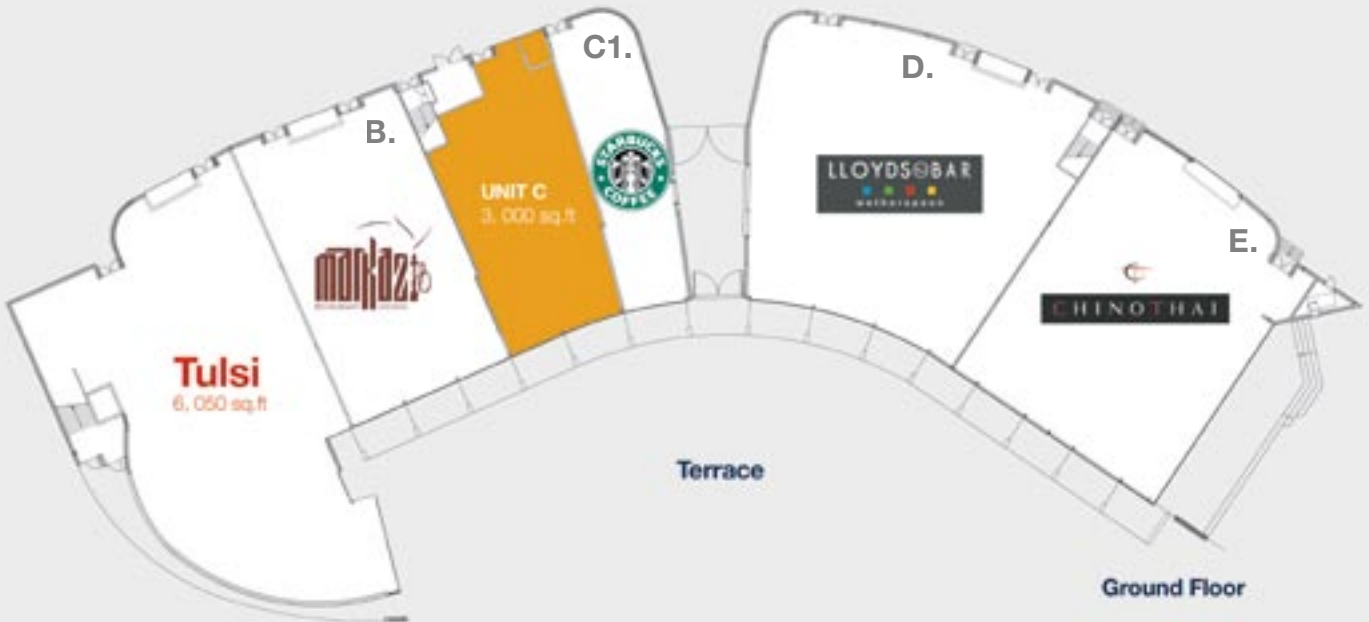 C1.
D.
B.
STARBUCKS
COFFEE
LLOYDS BAR
wetherspoon
UNIT C
3, 000 sq.ft
E.
markaz
CHINOTHAI
Tulsi
6, 050 sq.ft
Terrace
Ground Floor